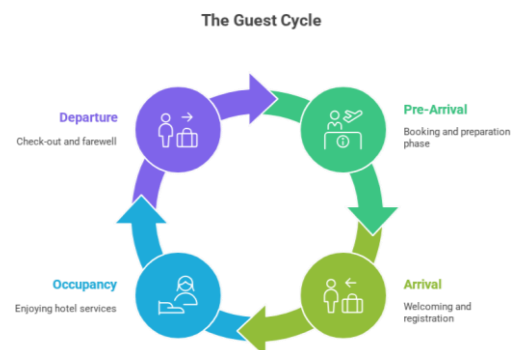 The Guest Cycle
Departure
Check-out and farewell
Pre-Arrival
Booking and preparation
phase
Occupancy
Enjoying hotel services
Arrival
Welcoming and
registration